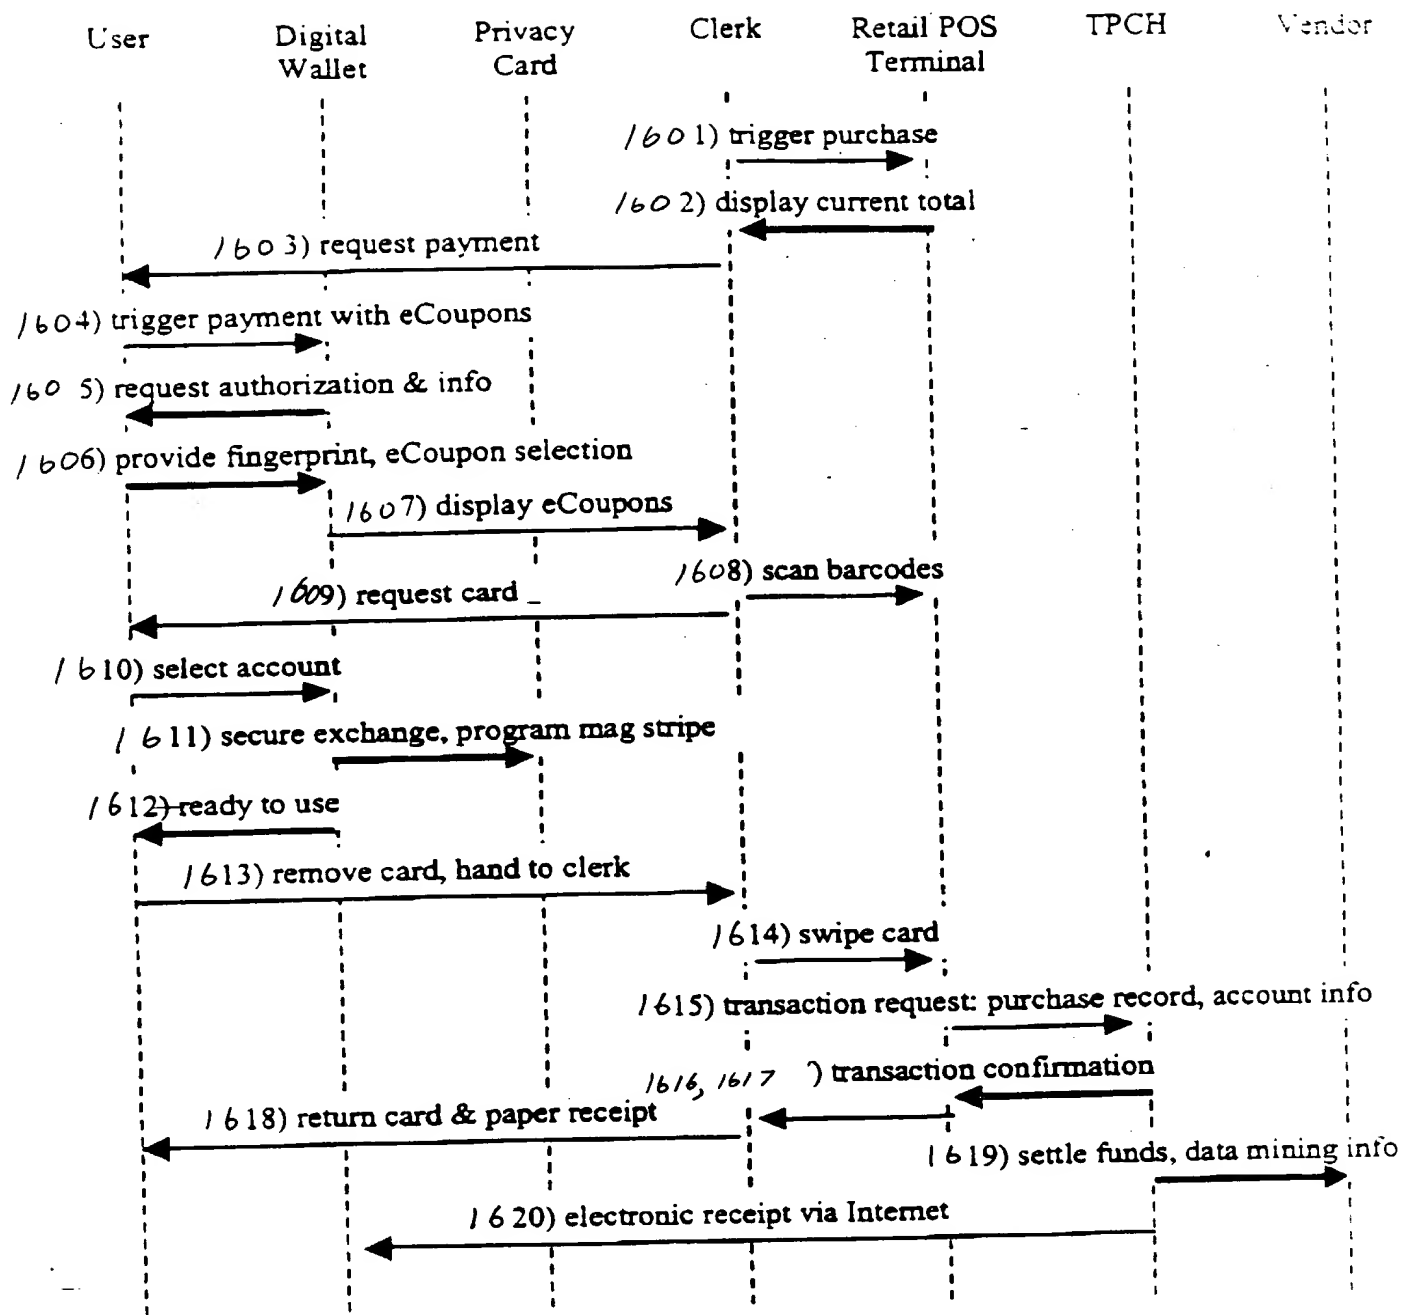 User
Digital
Wallet
Privacy
Card
Clerk
Retail POS
Terminal
TPCH
Vendor
1601) trigger purchase
1602) display current total
1603) request payment
1604) trigger payment with eCoupons
1605) request authorization & info
1606) provide fingerprint, eCoupon selection
1607) display eCoupons
1608) scan barcodes
1609) request card
1610) select account
1611) secure exchange, program mag stripe
1612) ready to use
1613) remove card, hand to clerk
1614) swipe card
1615) transaction request: purchase record, account info
1616, 1617 ) transaction confirmation
1618) return card & paper receipt
1619) settle funds, data mining info
1620) electronic receipt via Internet